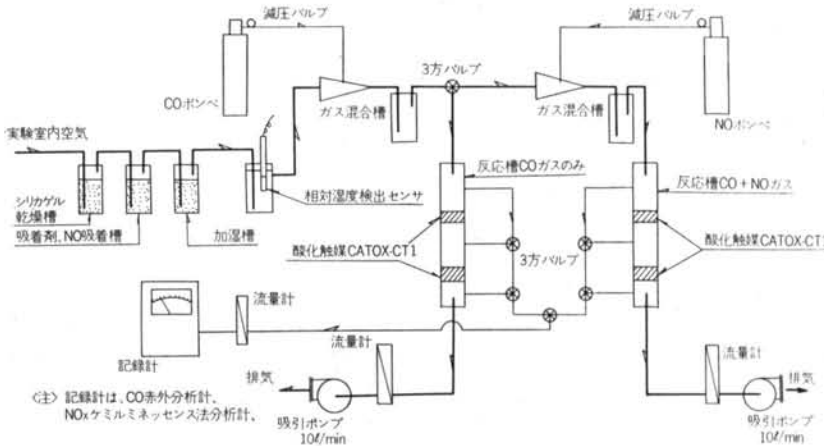 減圧バルブ
減圧バルブ
COボンベ
ガス混合槽
3方バルブ
ガス混合槽
NOボンベ
実験室内空気
反応槽COガスのみ
反応槽CO+NOガス
相対湿度検出センサ
シリカゲル
乾燥槽
吸着剤、NO吸着槽
加湿槽
酸化触媒CATOX-CT1
3方バルブ
酸化触媒CATOX-CT1
流量計
流量計
記録計
流量計
排気
排気
〈注〉 記録計は、CO赤外分析計、
NOxケミルミネッセンス法分析計、
吸引ポンプ
10ℓ/min
吸引ポンプ
10ℓ/min